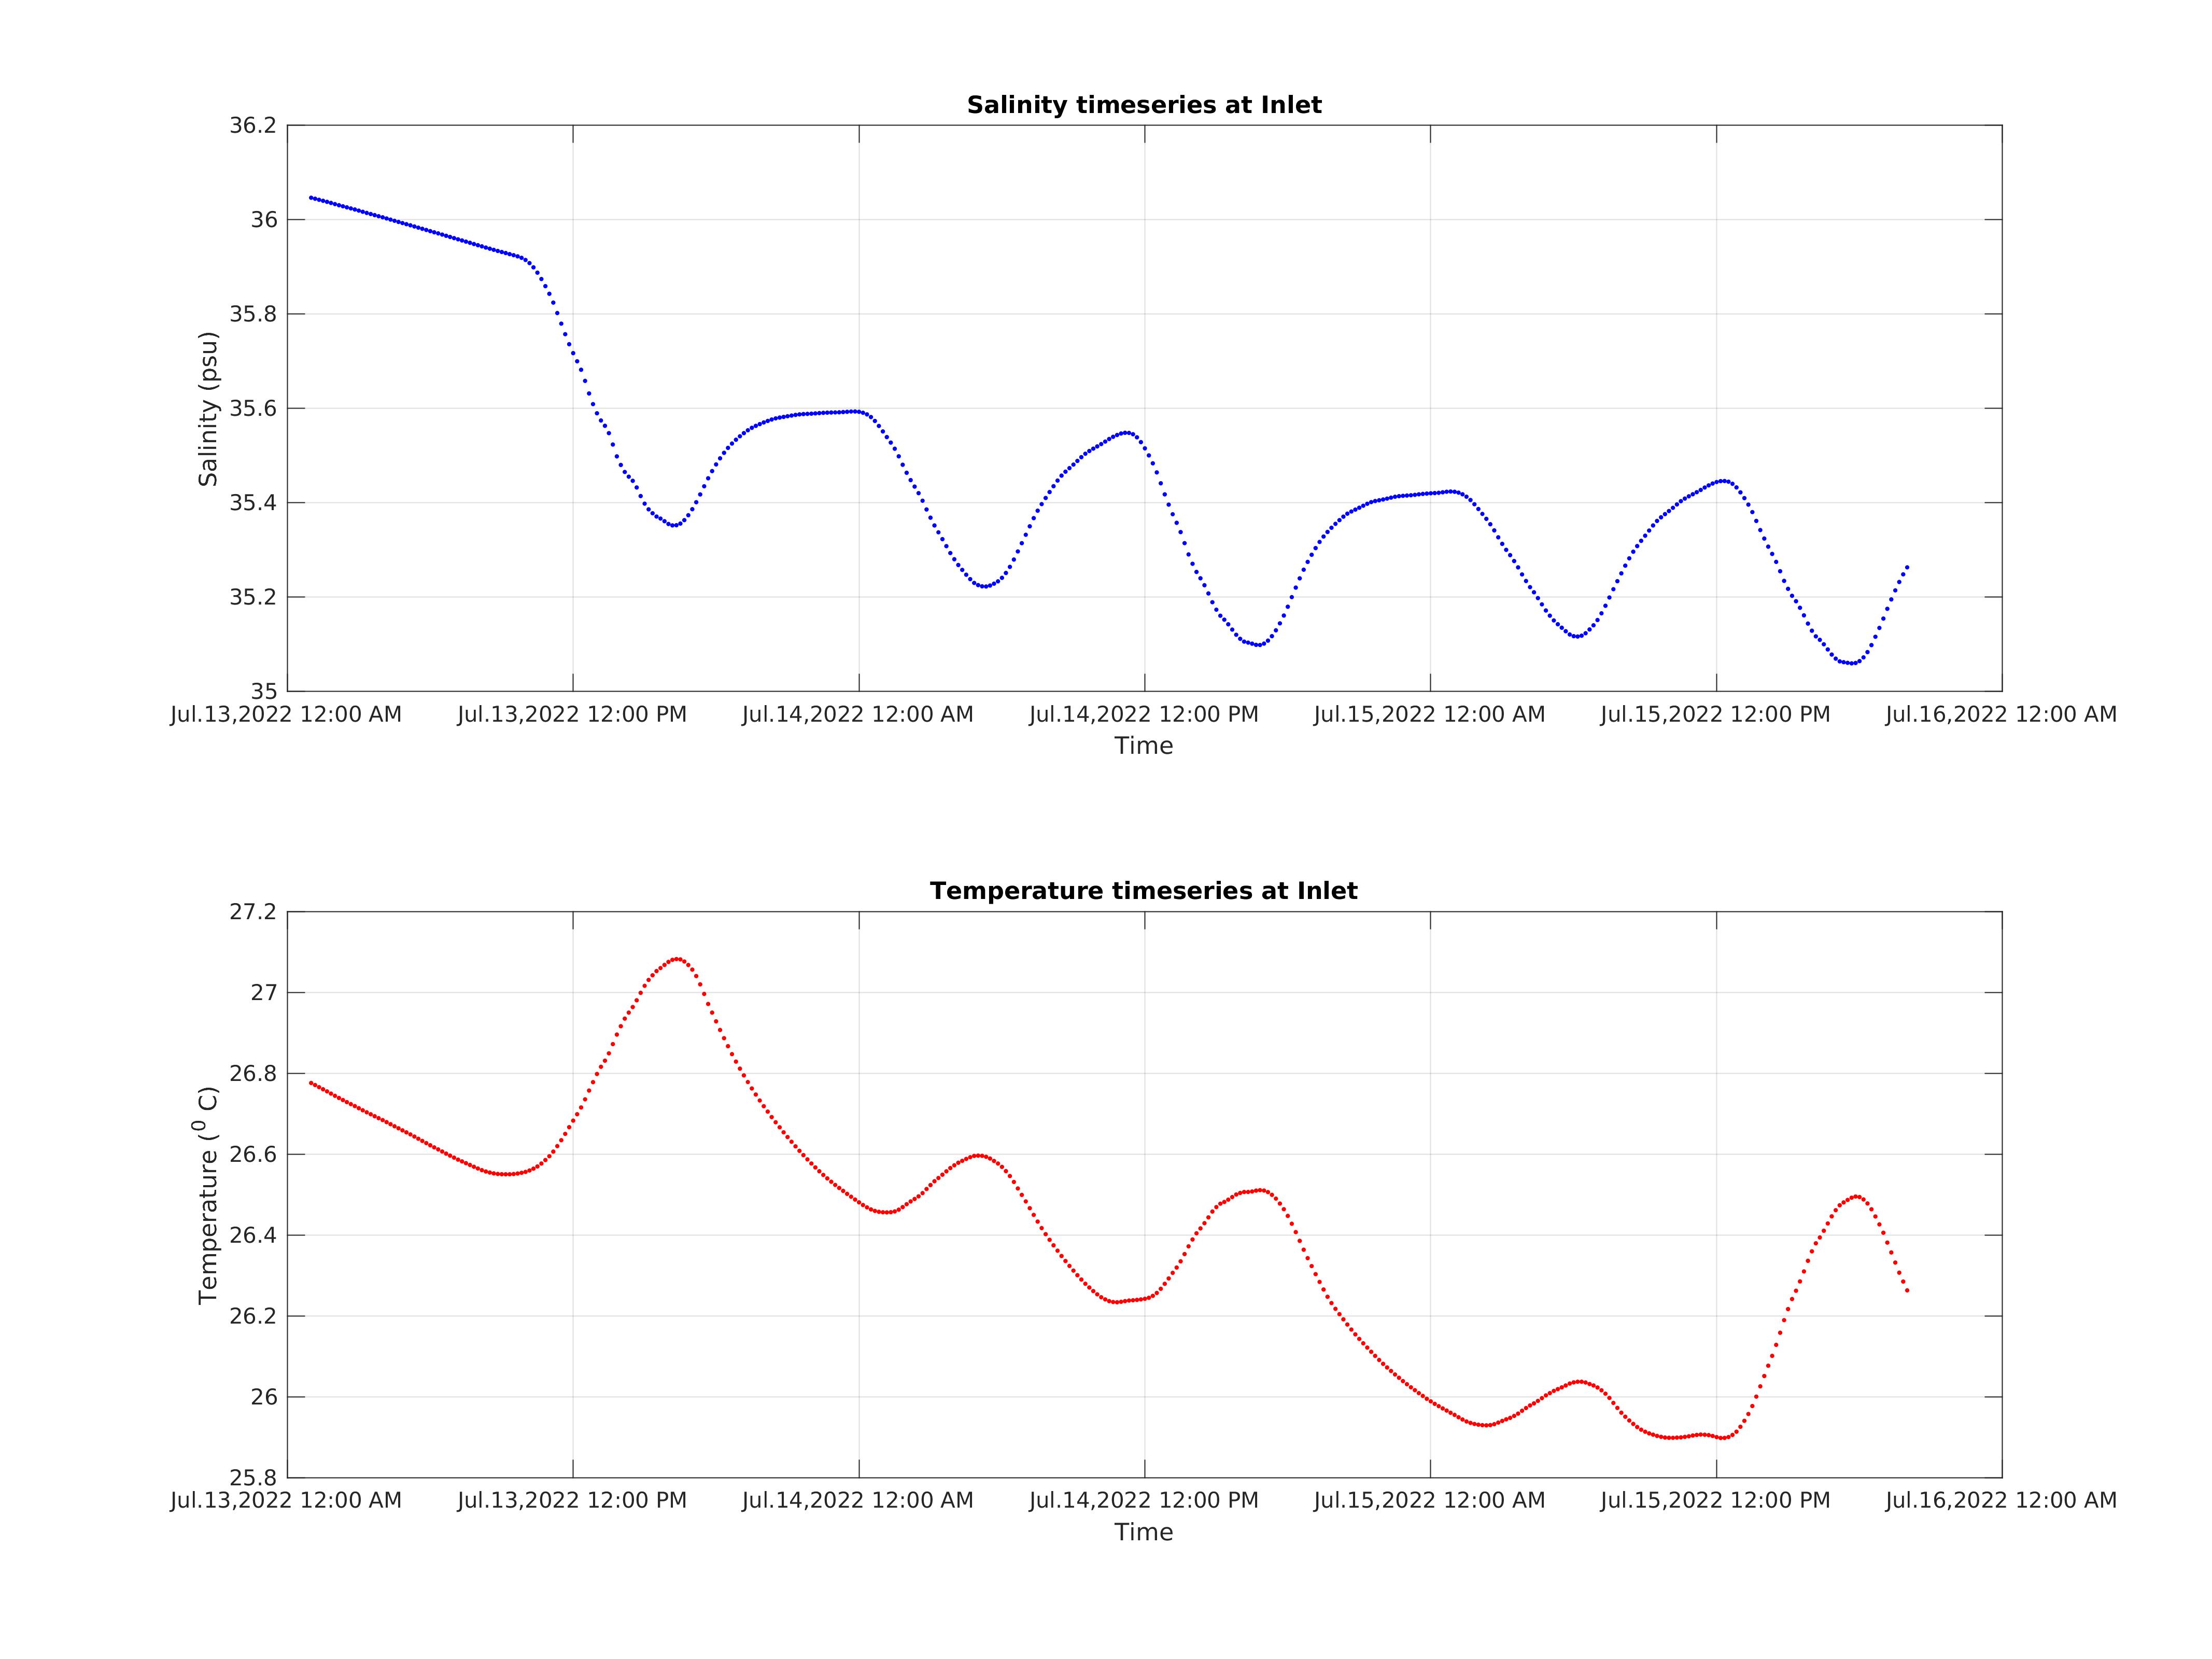 Salinity timeseries at Inlet
36.2
36
35.8
35.6
35.4
35.2
35
Salinity (psu)
Jul.13,2022 12:00 AM Jul.13,2022 12:00 PM Jul.14,2022 12:00 AM Jul.14,2022 12:00 PM Jul.15,2022 12:00 AM Jul.15,2022 12:00 PM Jul.16,2022 12:00 AM
Time
Temperature timeseries at Inlet
27.2
27
26.8
26.6
26.4
26.2
26
25.8
Temperature (⁰ C)
Jul.13,2022 12:00 AM Jul.13,2022 12:00 PM Jul.14,2022 12:00 AM Jul.14,2022 12:00 PM Jul.15,2022 12:00 AM Jul.15,2022 12:00 PM Jul.16,2022 12:00 AM
Time